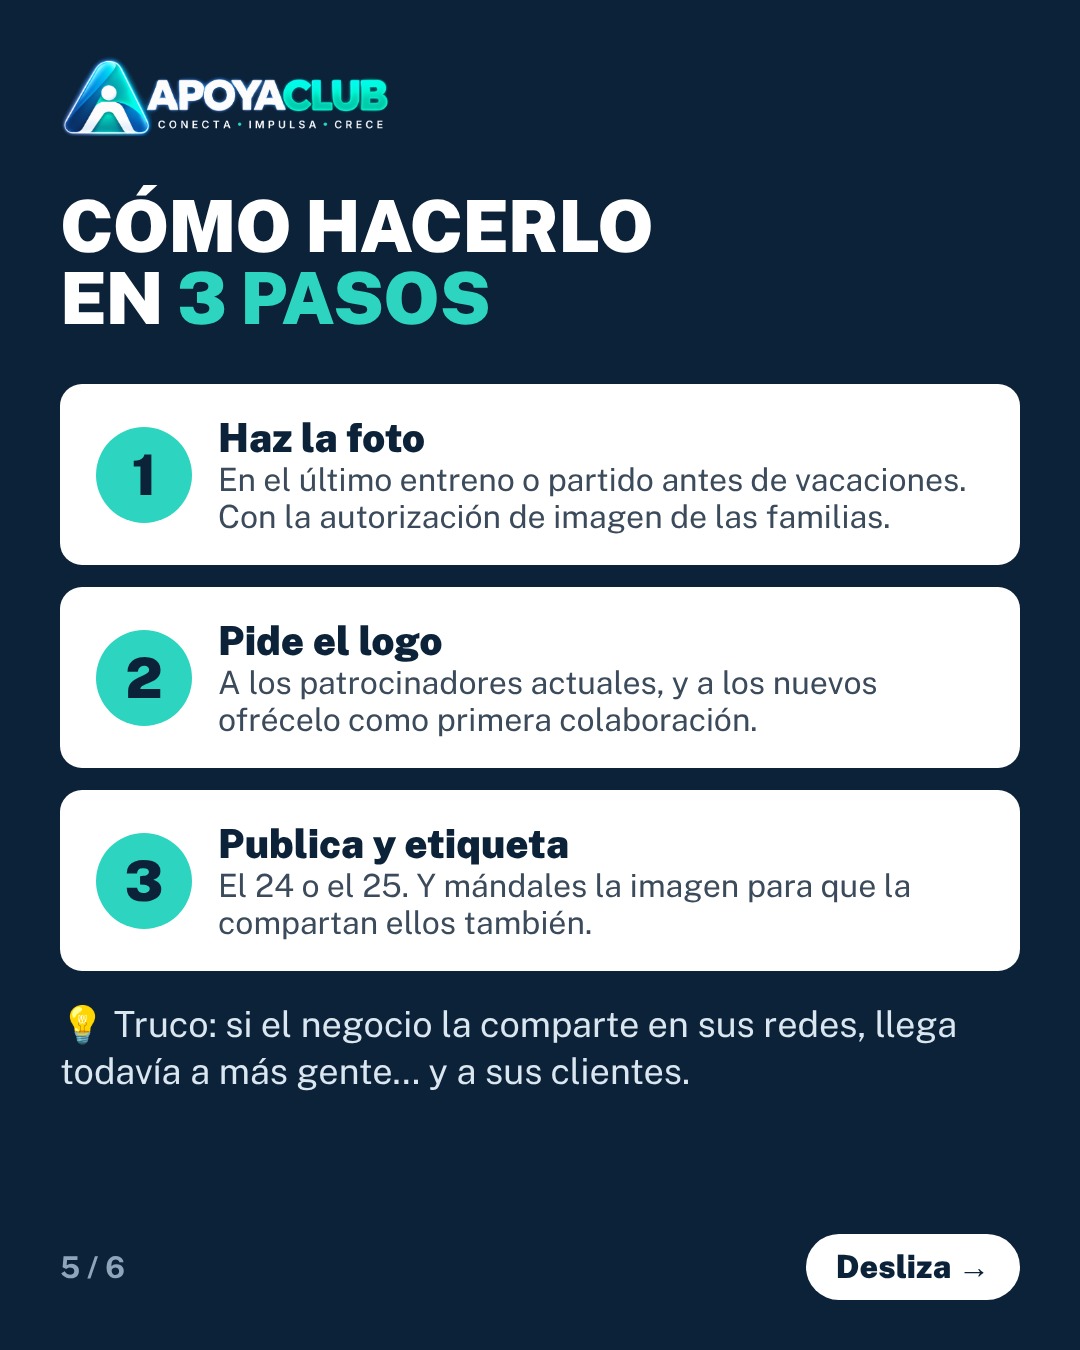 APOYACLUB
CONECTA • IMPULSA • CRECE
CÓMO HACERLO
EN 3 PASOS
1
Haz la foto
En el último entreno o partido antes de vacaciones.
Con la autorización de imagen de las familias.
2
Pide el logo
A los patrocinadores actuales, y a los nuevos
ofrécelo como primera colaboración.
3
Publica y etiqueta
El 24 o el 25. Y mándales la imagen para que la
compartan ellos también.
💡 Truco: si el negocio la comparte en sus redes, llega
todavía a más gente... y a sus clientes.
5 / 6
Desliza →